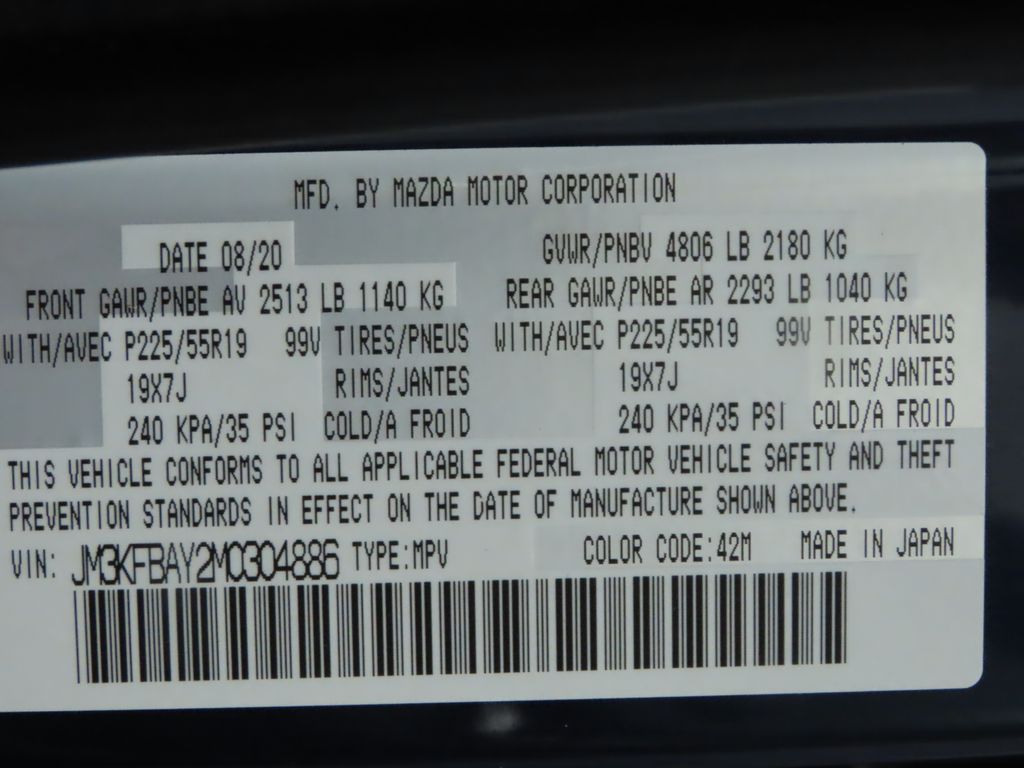 MFD. BY MAZDA MOTOR CORPORATION
DATE 08/20 GVWR/PNBV 4806 LB 2180 KG
FRONT GAWR/PNBE AV 2513 LB 1140 KG REAR GAWR/PNBE AR 2293 LB 1040 KG
WITH/AVEC P225/55R19 99V TIRES/PNEUS WITH/AVEC P225/55R19 99V TIRES/PNEUS
19X7J RIMS/JANTES 19X7J RIMS/JANTES
240 KPA/35 PSI COLD/A FROID 240 KPA/35 PSI COLD/A FROID
THIS VEHICLE CONFORMS TO ALL APPLICABLE FEDERAL MOTOR VEHICLE SAFETY AND THEFT
PREVENTION STANDARDS IN EFFECT ON THE DATE OF MANUFACTURE SHOWN ABOVE.
VIN: JM3KFBAY2M0304886 TYPE:MPV COLOR CODE:42M MADE IN JAPAN